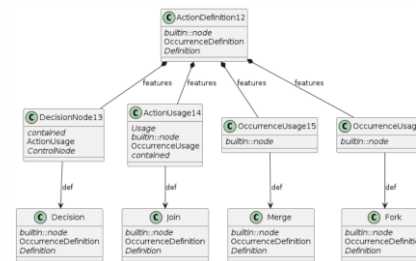 C ActionDefinition12
builtin::node
OccurrenceDefinition
Definition
features
features
features
features
C DecisionNode13
contained
ActionUsage
ControlNode
C ActionUsage14
Usage
builtin::node
OccurrenceUsage
contained
C OccurrenceUsage15
builtin::node
C OccurrenceUsag
builtin::node
def
def
def
def
C Decision
builtin::node
OccurrenceDefinition
Definition
C Join
builtin::node
OccurrenceDefinition
Definition
C Merge
builtin::node
OccurrenceDefinition
Definition
C Fork
builtin::node
OccurrenceDefiniti
Definition